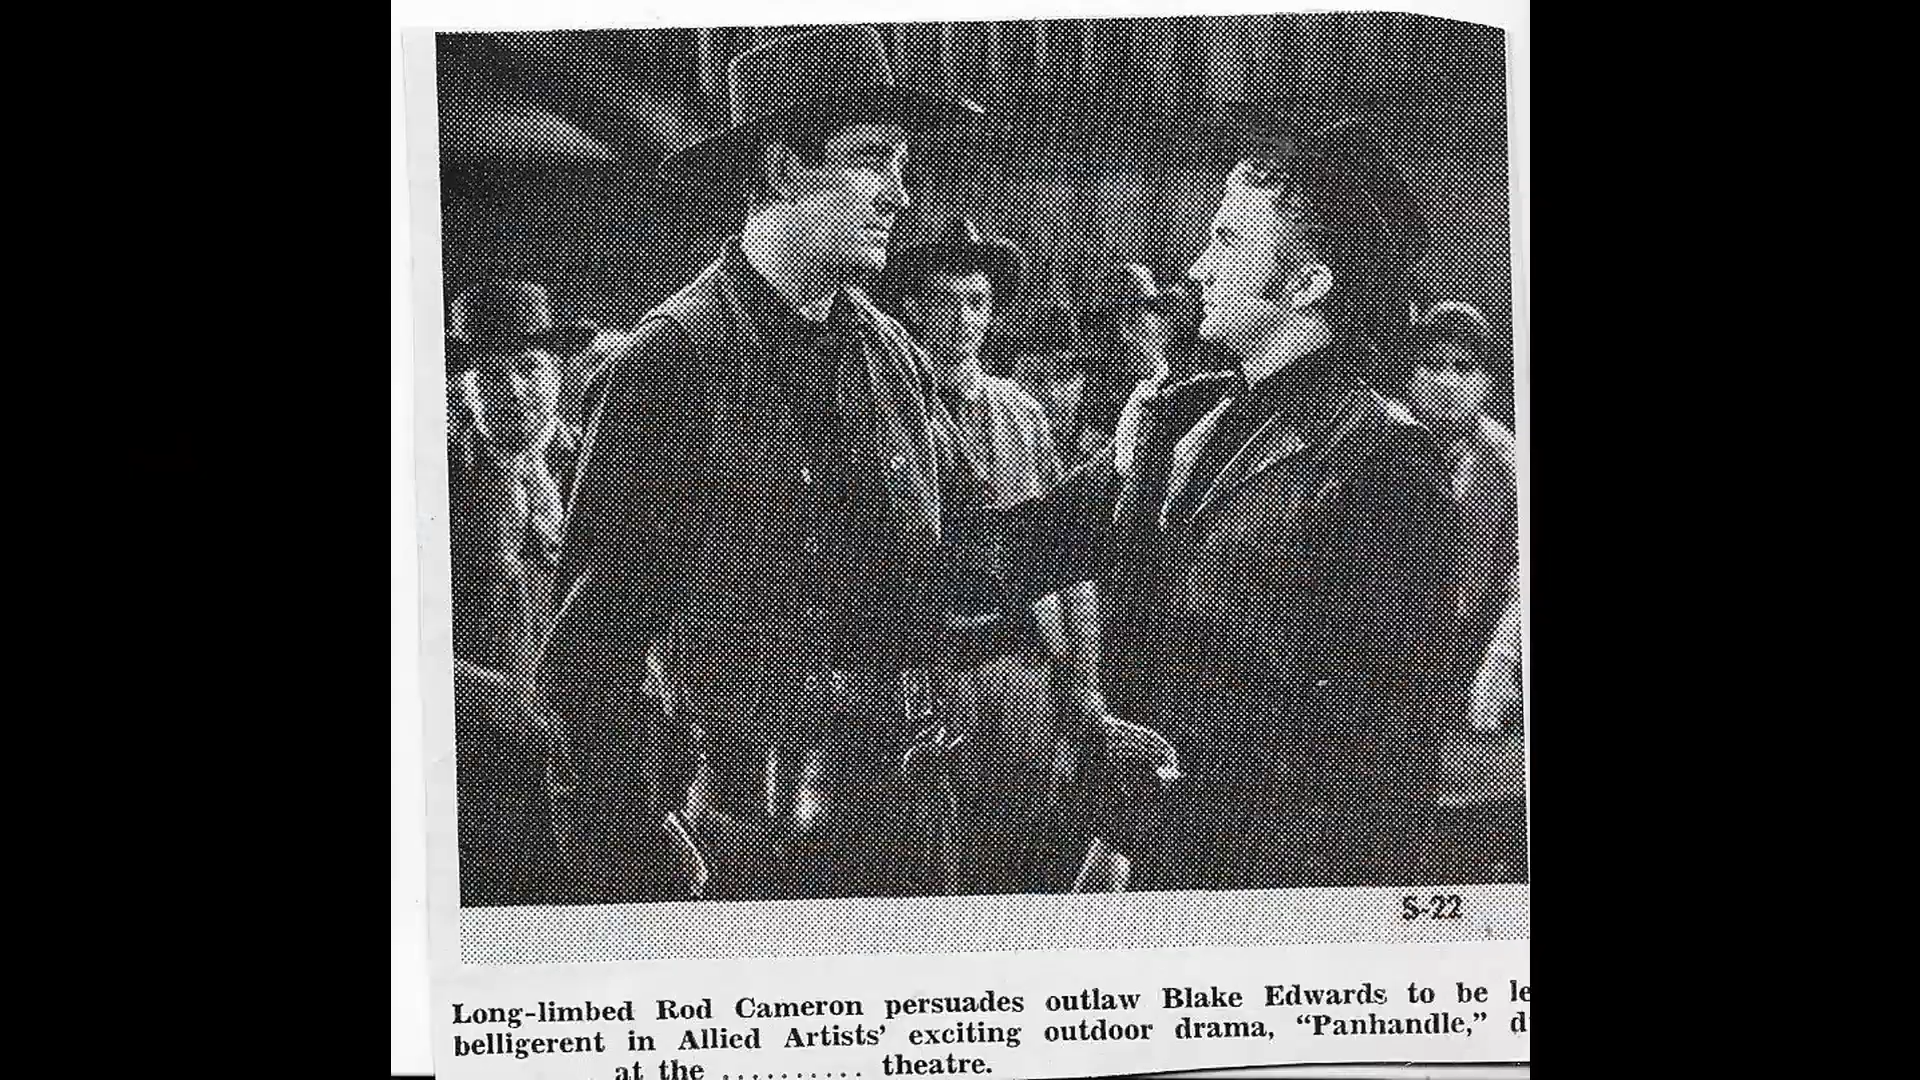 S-22
Long-limbed Rod Cameron persuades outlaw Blake Edwards to be le
belligerent in Allied Artists' exciting outdoor drama, "Panhandle," d
at the .......... theatre.